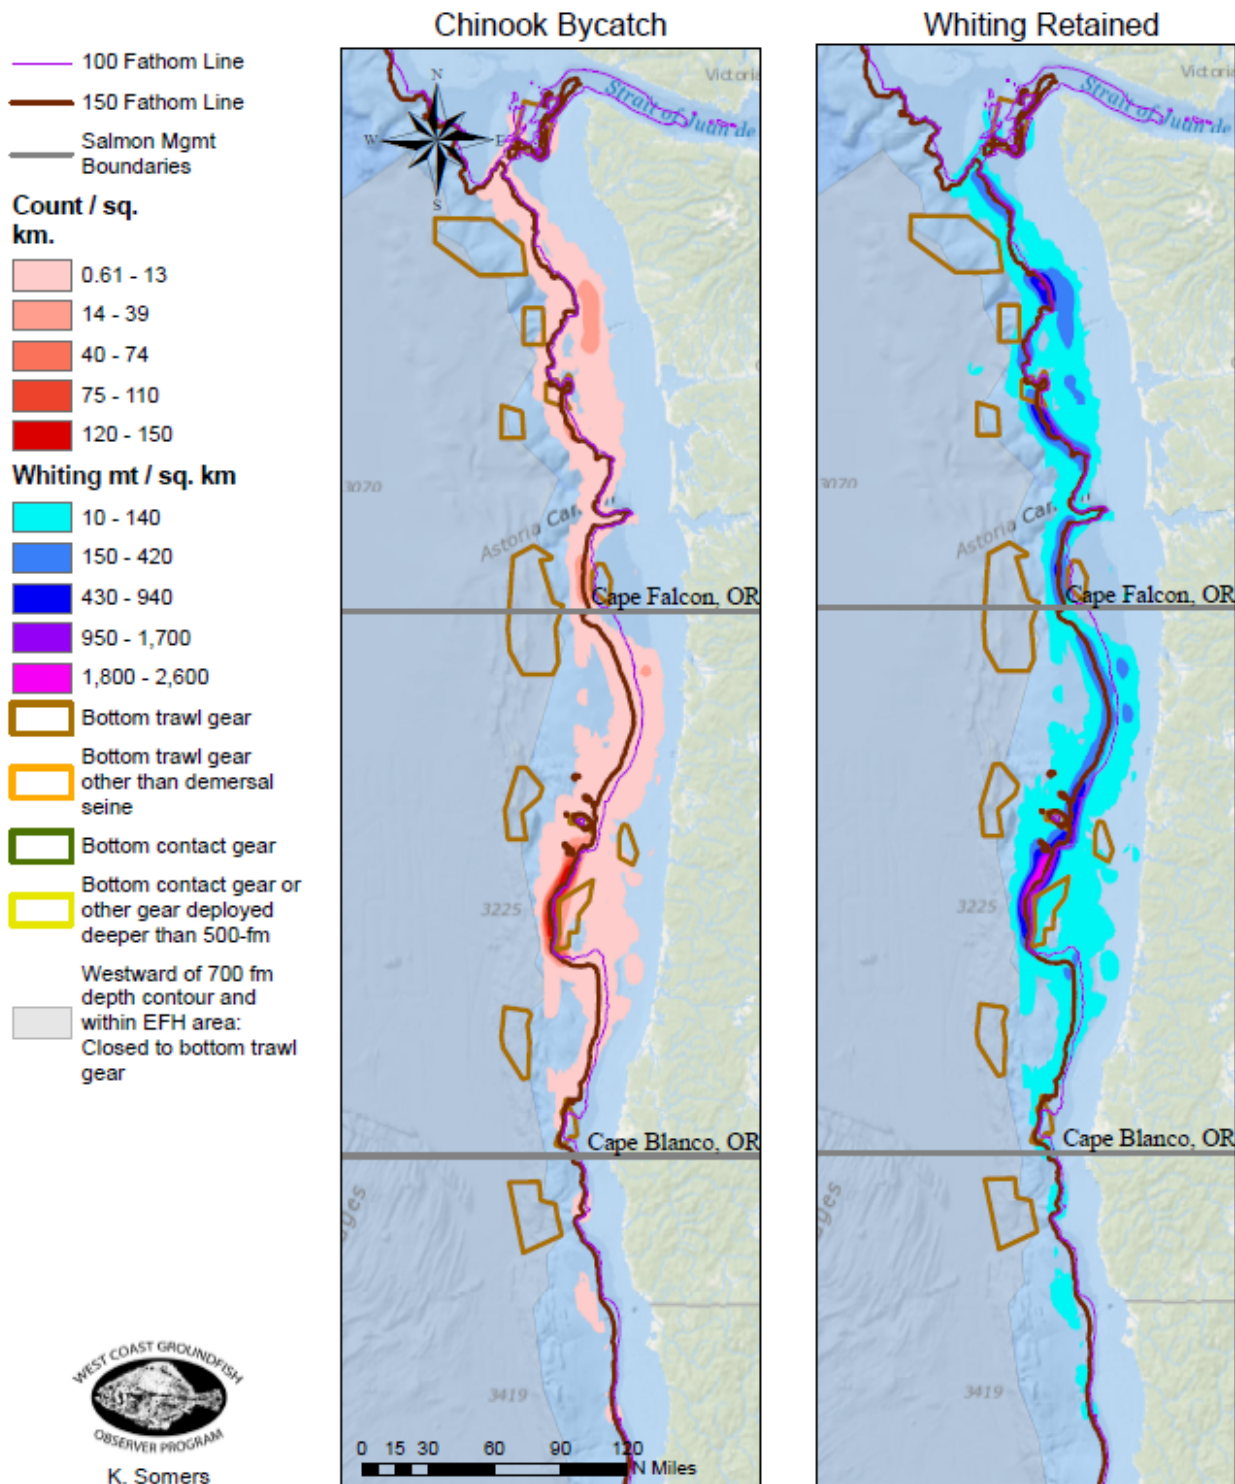 Chinook Bycatch
Whiting Retained
100 Fathom Line
150 Fathom Line
Salmon Mgmt
Boundaries
Count / sq.
km.
0.61 - 13
14 - 39
40 - 74
75 - 110
120 - 150
Whiting mt / sq. km
10 - 140
150 - 420
430 - 940
950 - 1,700
1,800 - 2,600
Bottom trawl gear
Bottom trawl gear
other than demersal
seine
Bottom contact gear
Bottom contact gear or
other gear deployed
deeper than 500-fm
Westward of 700 fm
depth contour and
within EFH area:
Closed to bottom trawl
gear
WEST COAST GROUNDFISH
OBSERVER PROGRAM
K. Somers
N
W
E
S
Victoria
Strait of Juan de
3070
Astoria
Cape Falcon, OR
3225
Cape Blanco, OR
3419
0 15 30 60 90 120
N Miles
Victoria
Strait of Juan de
3070
Astoria
Cape Falcon, OR
3225
Cape Blanco, OR
3419